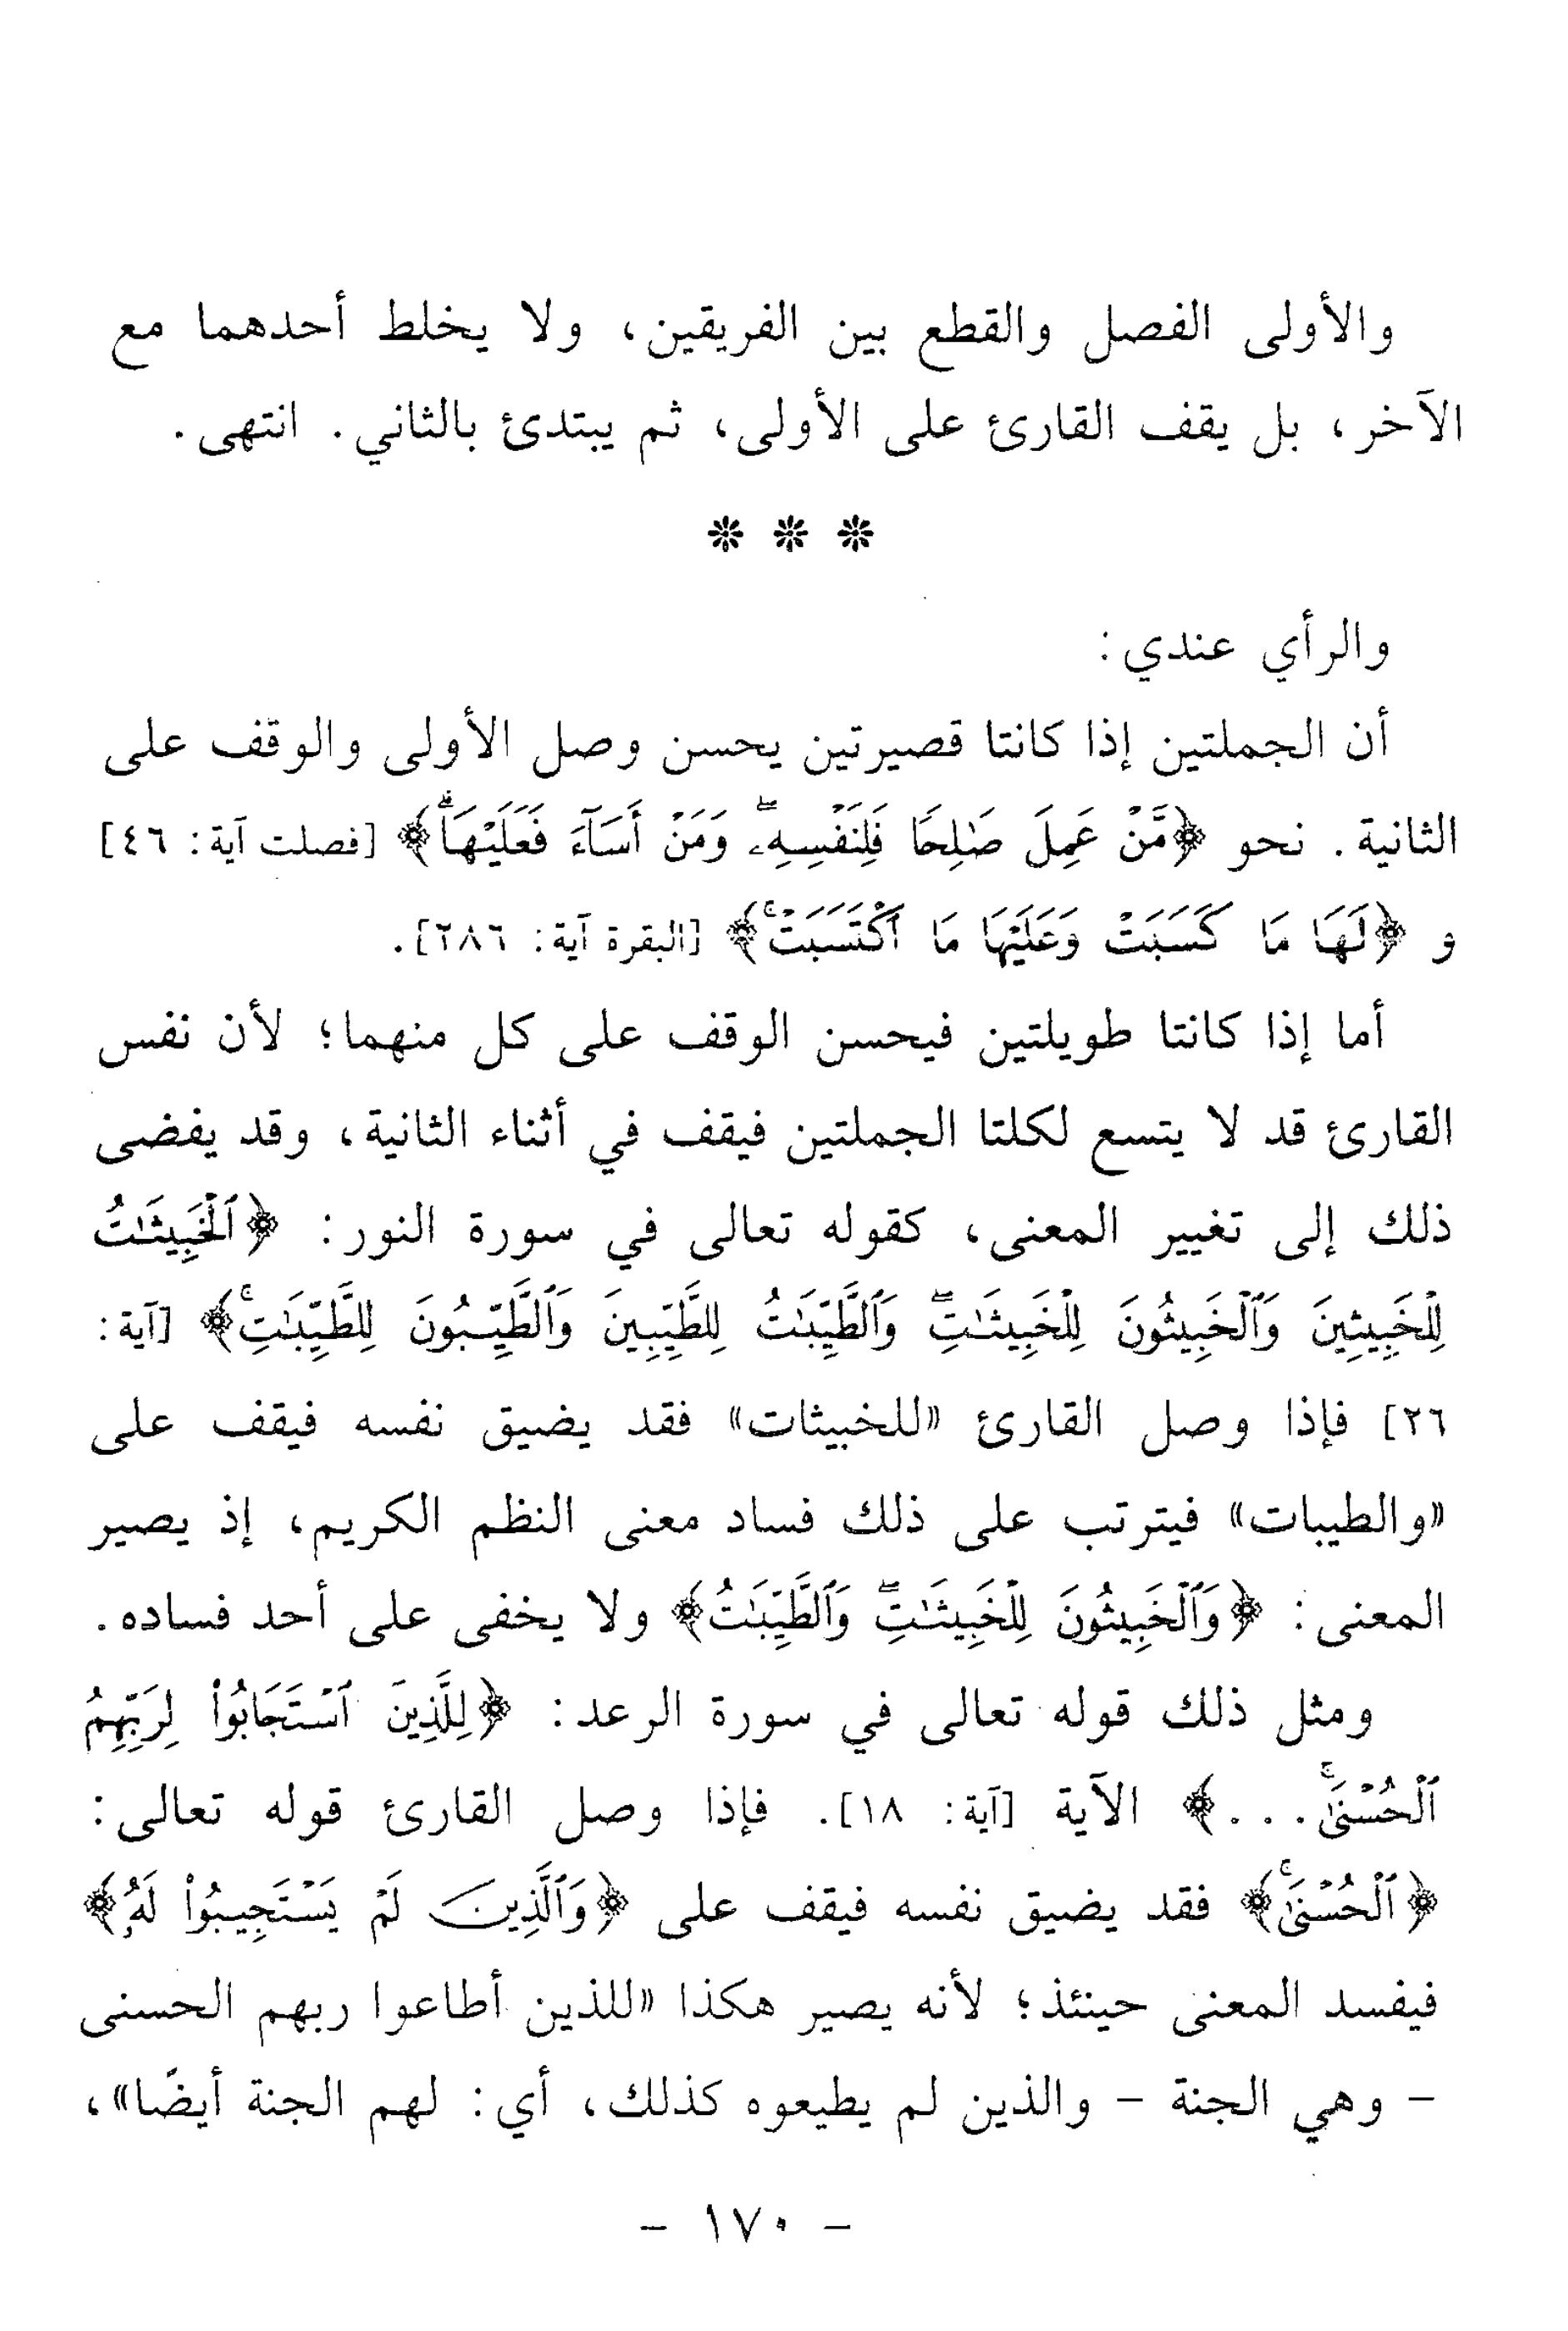 والأولى الفصل والقطع بين الفريقين، ولا يخلط أحدهما مع
الآخر، بل يقف القارئ على الأولى، ثم يبتدئ بالثاني. انتهى.
* * *
والرأي عندي:
أن الجملتين إذا كانتا قصيرتين يحسن وصل الأولى والوقف على
الثانية. نحو ﴿مَّنْ عَمِلَ صَٰلِحًا فَلِنَفْسِهِۦۖ وَمَنْ أَسَآءَ فَعَلَيْهَاۗ﴾ [فصلت آية: ٤٦]
و ﴿لَهَا مَا كَسَبَتْ وَعَلَيْهَا مَا ٱكْتَسَبَتْۚ﴾ [البقرة آية: ٢٨٦].
أما إذا كانتا طويلتين فيحسن الوقف على كل منهما؛ لأن نفس
القارئ قد لا يتسع لكلتا الجملتين فيقف في أثناء الثانية، وقد يفضى
ذلك إلى تغيير المعنى، كقوله تعالى في سورة النور: ﴿ٱلْخَبِيثَٰتُ
لِلْخَبِيثِينَ وَٱلْخَبِيثُونَ لِلْخَبِيثَٰتِۖ وَٱلطَّيِّبَٰتُ لِلطَّيِّبِينَ وَٱلطَّيِّبُونَ لِلطَّيِّبَٰتِۚ﴾ [آية:
٢٦] فإذا وصل القارئ «للخبيثات» فقد يضيق نفسه فيقف على
«والطيبات» فيترتب على ذلك فساد معنى النظم الكريم، إذ يصير
المعنى: ﴿وَٱلْخَبِيثُونَ لِلْخَبِيثَٰتِۖ وَٱلطَّيِّبَٰتُ﴾ ولا يخفى على أحد فساده.
ومثل ذلك قوله تعالى في سورة الرعد: ﴿لِلَّذِينَ ٱسْتَجَابُوا۟ لِرَبِّهِمُ
ٱلْحُسْنَىٰۚ...﴾ الآية [آية: ١٨]. فإذا وصل القارئ قوله تعالى:
﴿ٱلْحُسْنَىٰۚ﴾ فقد يضيق نفسه فيقف على ﴿وَٱلَّذِينَ لَمْ يَسْتَجِيبُوا۟ لَهُۥ﴾
فيفسد المعنى حينئذ؛ لأنه يصير هكذا «للذين أطاعوا ربهم الحسنى
– وهي الجنة – والذين لم يطيعوه كذلك، أي: لهم الجنة أيضًا»،
– ١٧٠ –